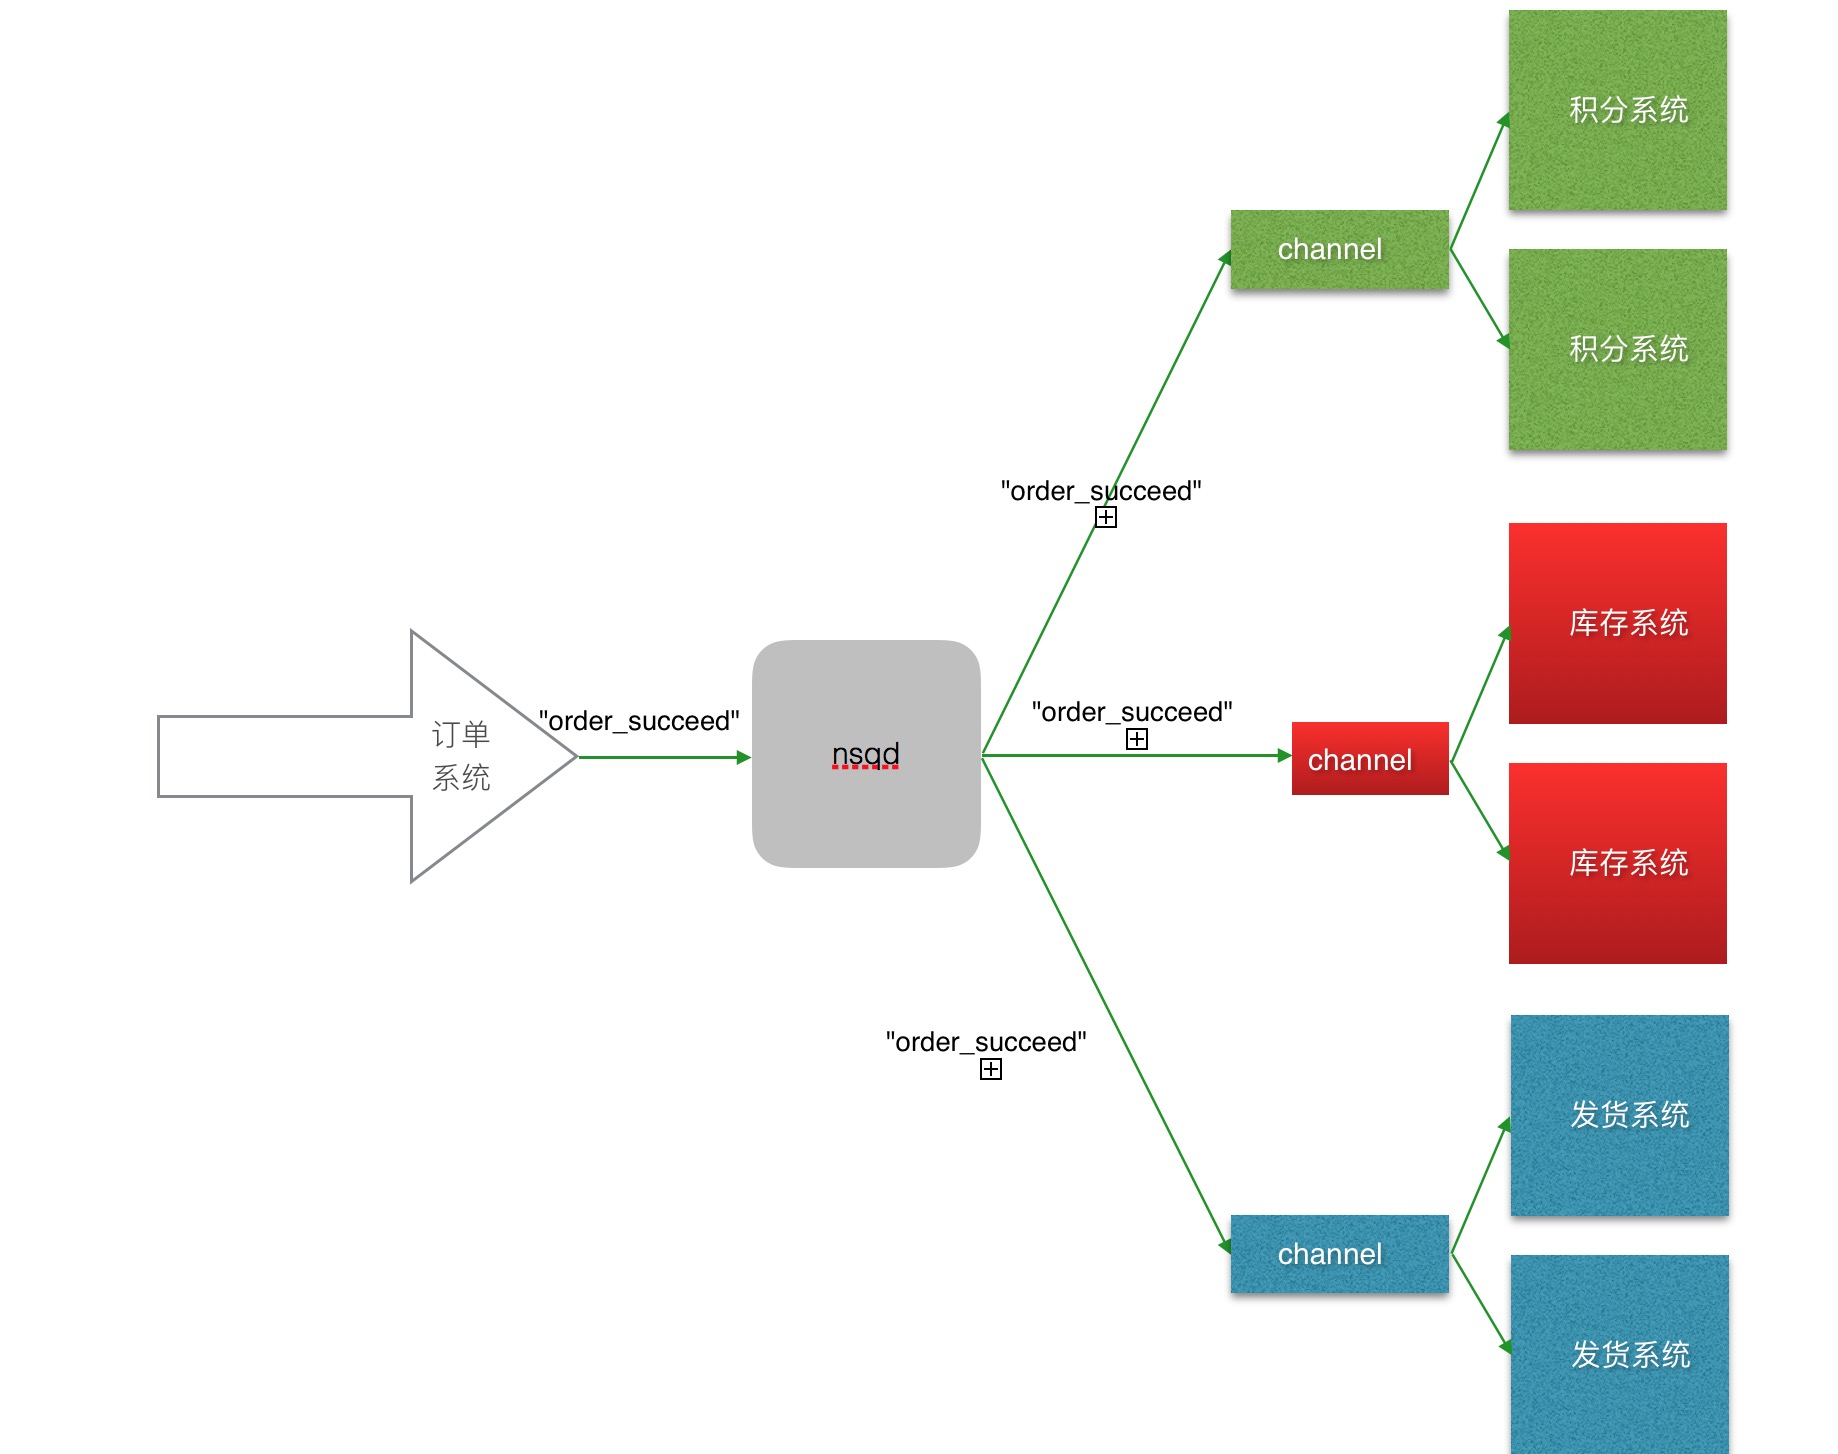 积分系统
channel
积分系统
"order_succeed"
库存系统
"order_succeed"
"order_succeed"
订单
系统
nsqd
channel
库存系统
"order_succeed"
发货系统
channel
发货系统